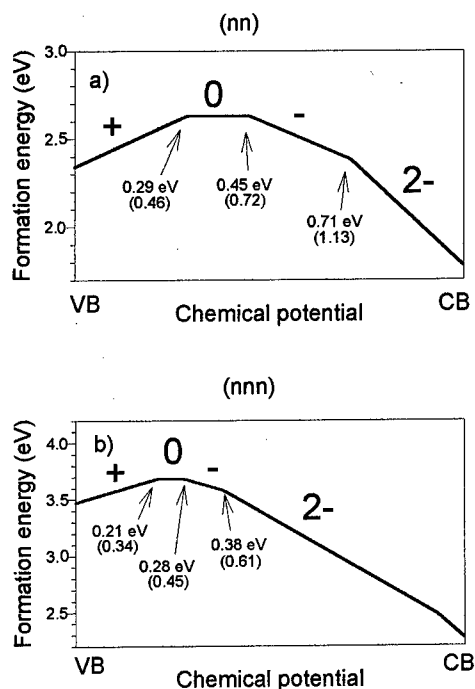 (nn)
3.0
a)
0
+
-
2.5
2-
0.29 eV
(0.46)
0.45 eV
(0.72)
0.71 eV
(1.13)
2.0
Formation energy (eV)
VB
CB
Chemical potential
(nnn)
4.0
b)
0
+
-
3.5
2-
0.21 eV
(0.34)
0.38 eV
(0.61)
0.28 eV
(0.45)
3.0
2.5
Formation energy (eV)
VB
CB
Chemical potential